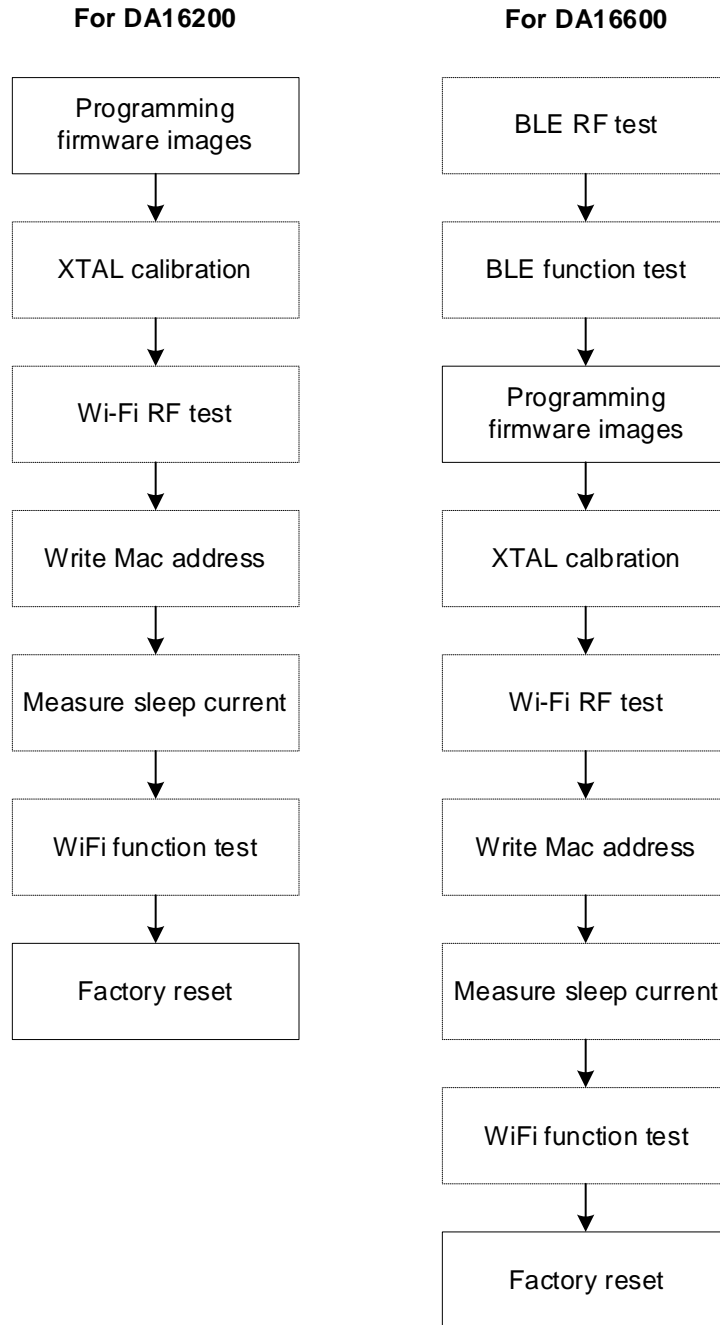 For DA16200
Programming
firmware images
XTAL calibration
Wi-Fi RF test
Write Mac address
Measure sleep current
WiFi function test
Factory reset
For DA16600
BLE RF test
BLE function test
Programming
firmware images
XTAL calbration
Wi-Fi RF test
Write Mac address
Measure sleep current
WiFi function test
Factory reset